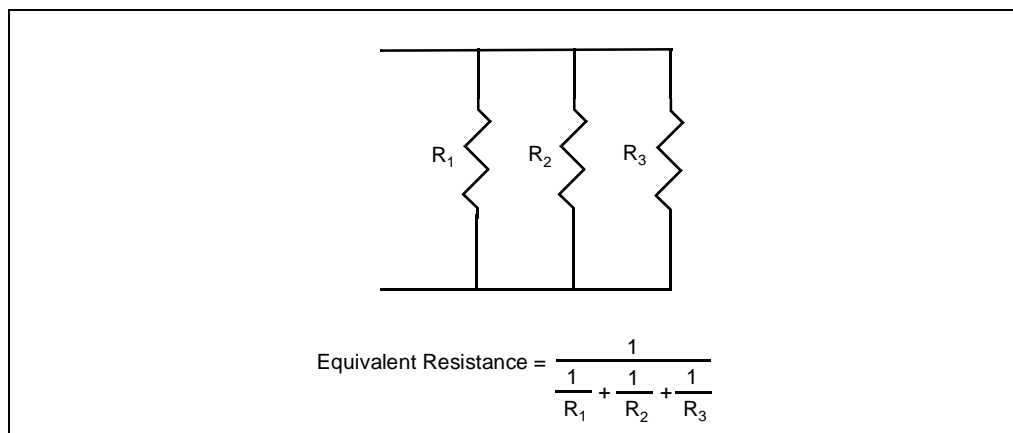 R1 R2 R3
Equivalent Resistance = 1
1 + 1 + 1
R1 R2 R3